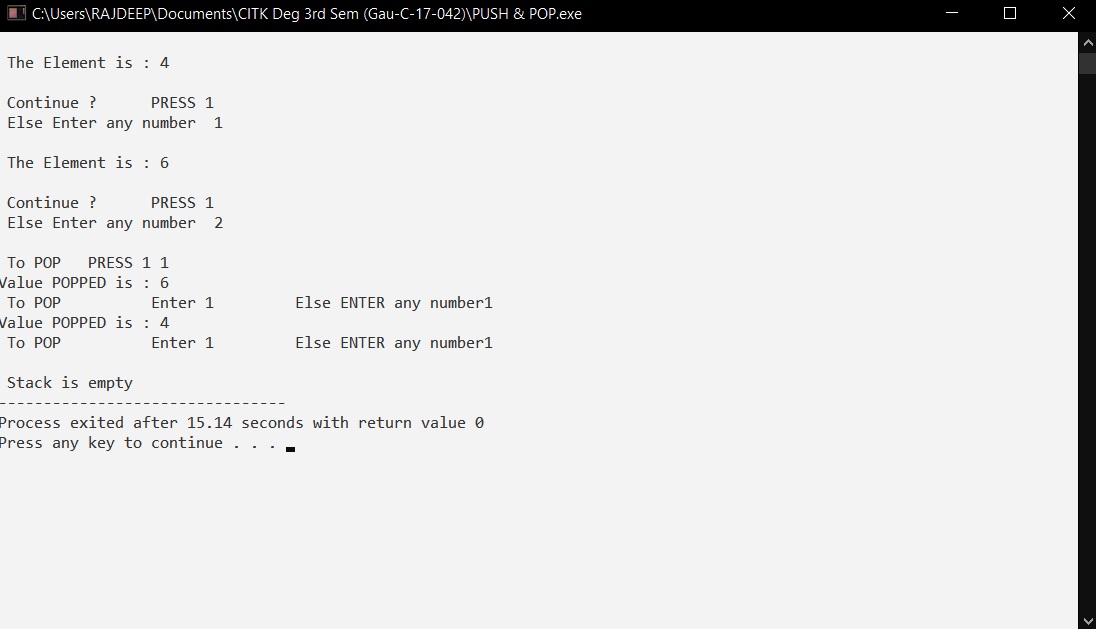 C:\Users\RAJDEEP\Documents\CITK Deg 3rd Sem (Gau-C-17-042)\PUSH & POP.exe
The Element is : 4
Continue ?      PRESS 1
Else Enter any number  1
The Element is : 6
Continue ?      PRESS 1
Else Enter any number  2
To POP   PRESS 1 1
Value POPPED is : 6
To POP          Enter 1         Else ENTER any number1
Value POPPED is : 4
To POP          Enter 1         Else ENTER any number1
Stack is empty
--------------------------------
Process exited after 15.14 seconds with return value 0
Press any key to continue . . .